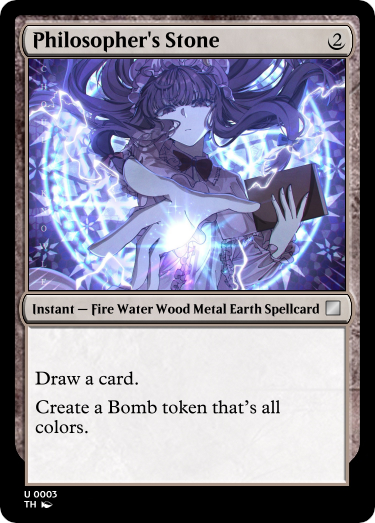 Philosopher's Stone 2
Instant — Fire Water Wood Metal Earth Spellcard
Draw a card.
Create a Bomb token that's all
colors.
U 0003
TH